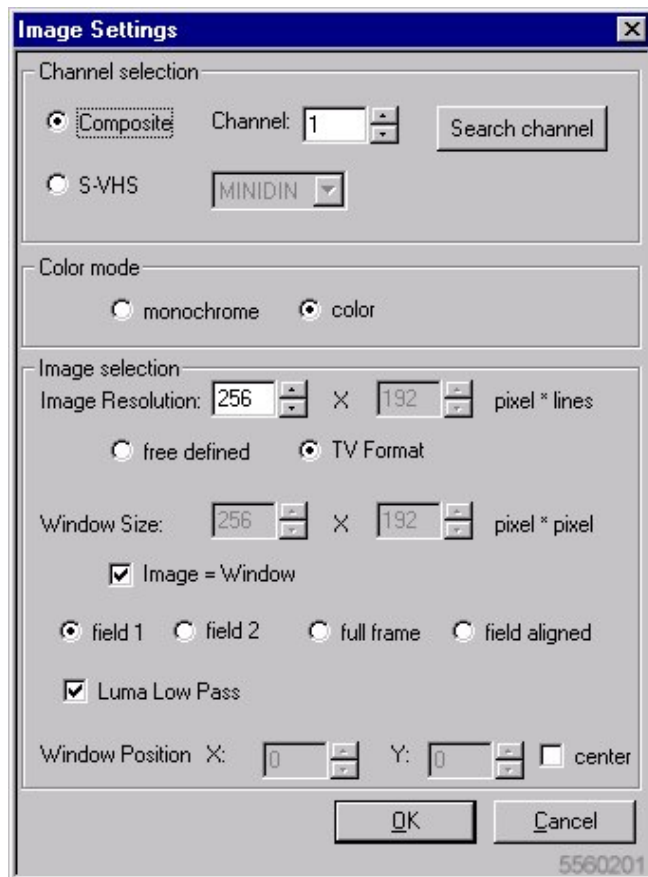 Image Settings
Channel selection
Composite Channel: 1 Search channel
S-VHS MINIDIN
Color mode
monochrome color
Image selection
Image Resolution: 256 X 192 pixel * lines
free defined TV Format
Window Size: 256 X 192 pixel * pixel
Image = Window
field 1 field 2 full frame field aligned
Luma Low Pass
Window Position X: 0 Y: 0 center
OK Cancel
5560201